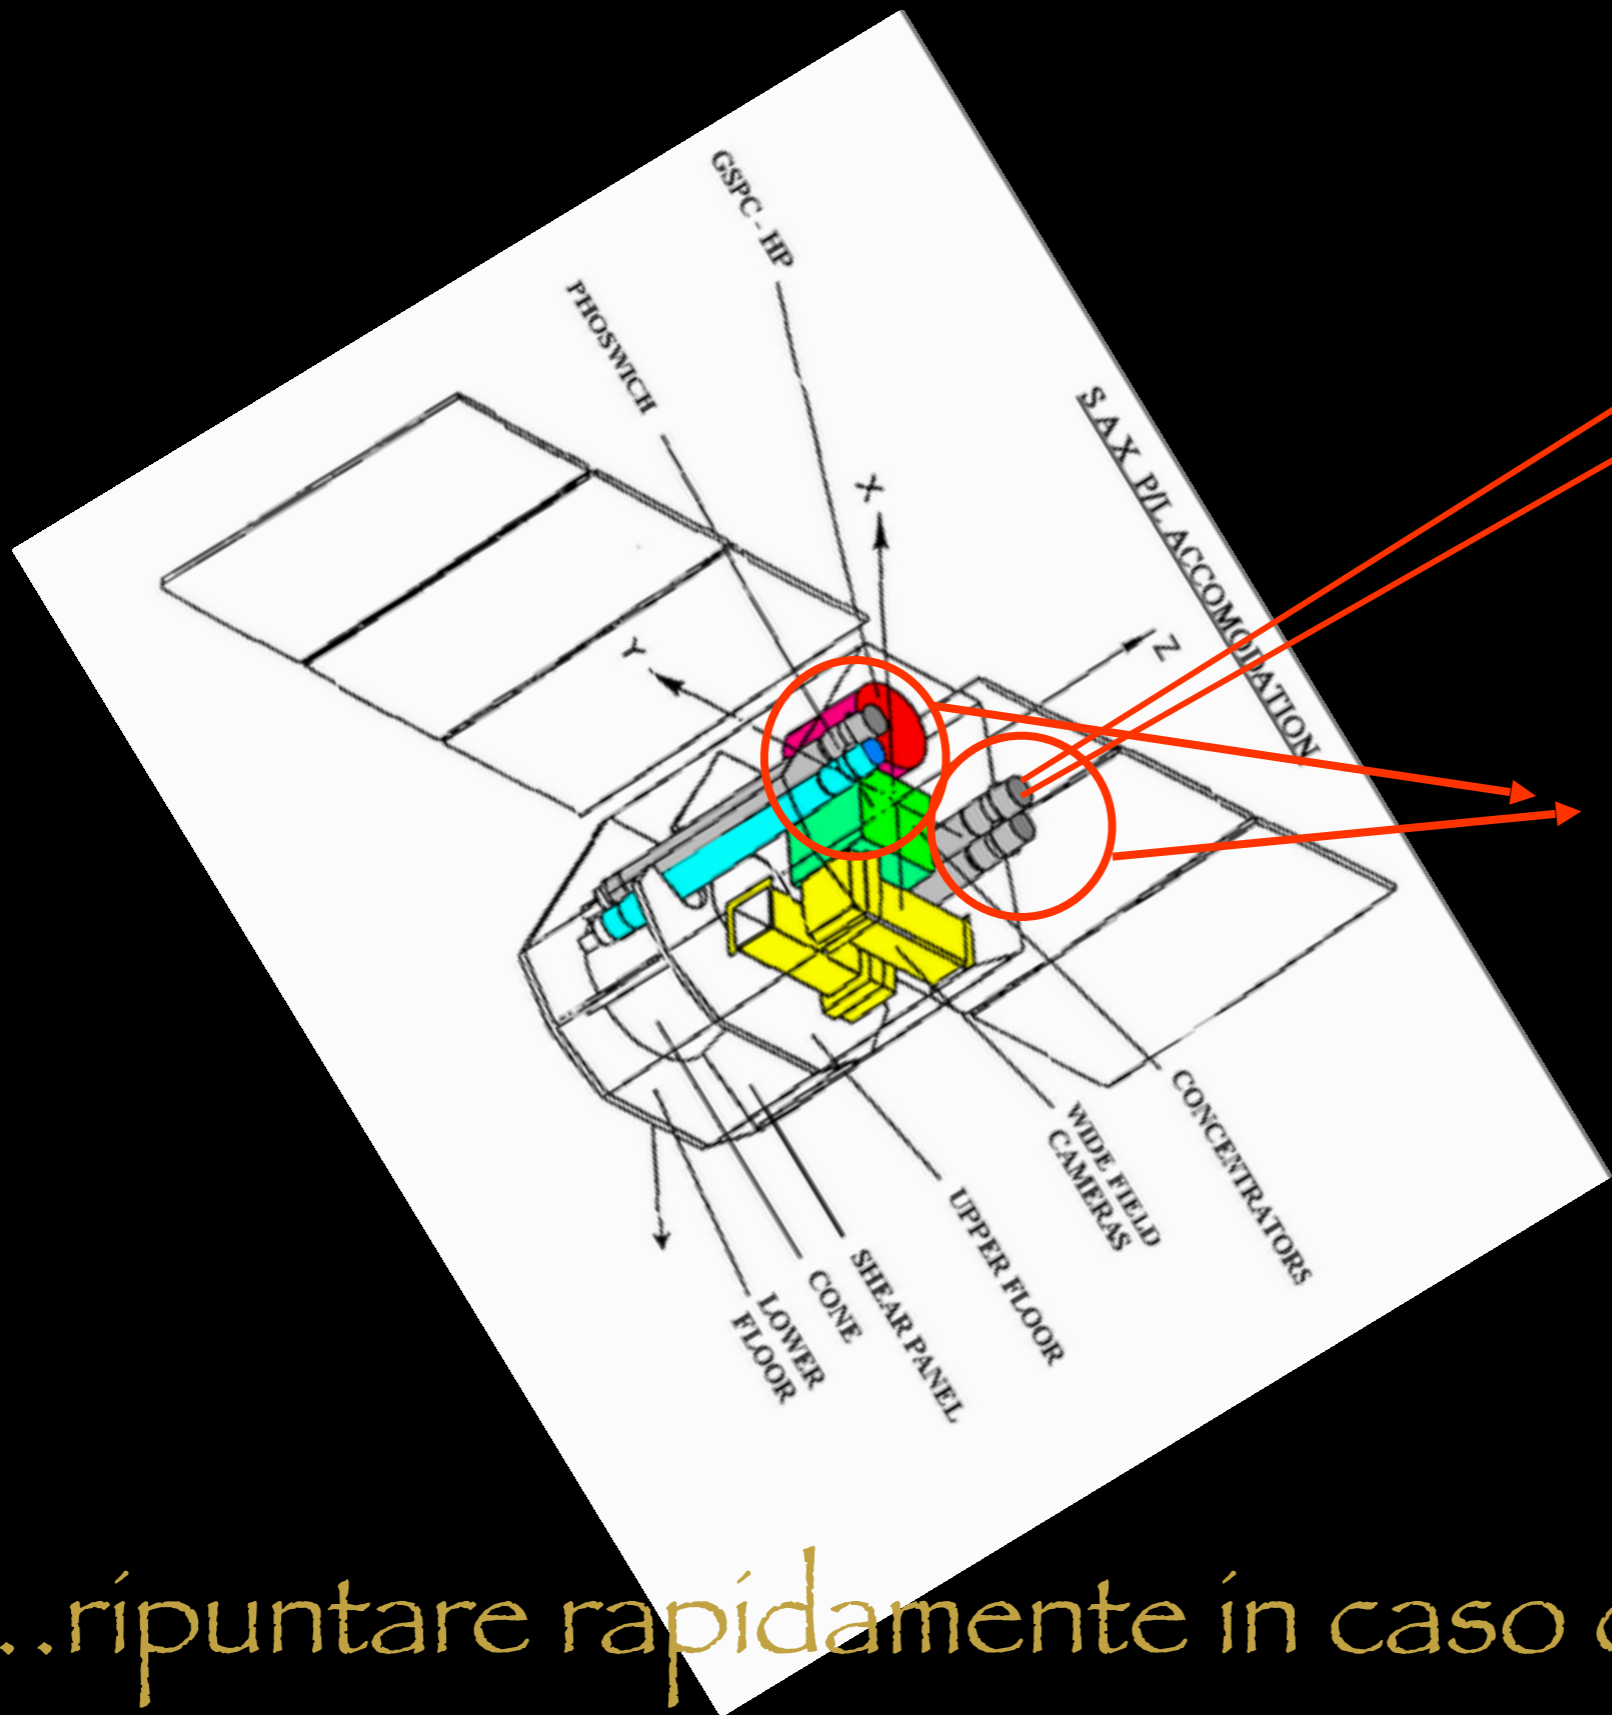 SAX P/L ACCOMODATION
GSPC - HP
PHOSWICH
X
Z
Y
CONCENTRATORS
WIDE FIELD
CAMERAS
UPPER FLOOR
SHEAR PANEL
CONE
LOWER
FLOOR
..ripuntare rapidamente in caso